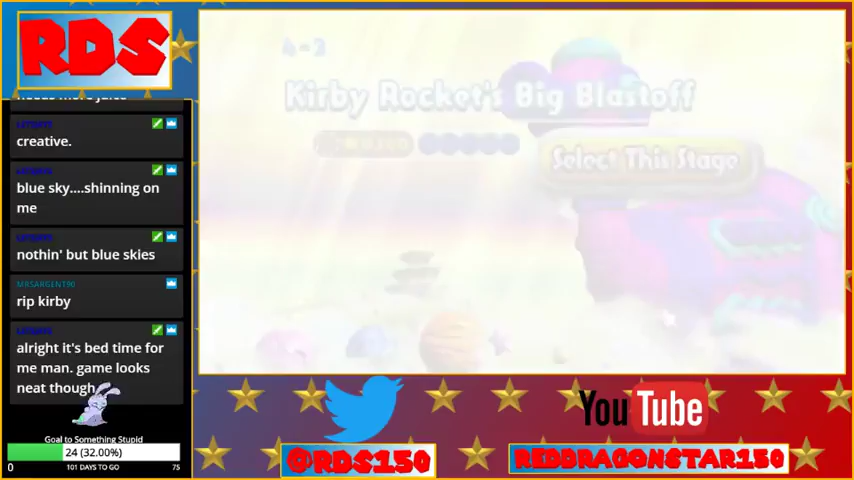 RDS
creative.
blue sky....shinning on
me
nothin' but blue skies
MRSARGENT90
rip kirby
alright it's bed time for
me man. game looks
neat though
Goal to Something Stupid
24 (32.00%)
0
101 DAYS TO GO
75
4-2
Kirby Rocket's Big Blastoff
Select This Stage
YouTube
@RDS150
REDDRAGONSTAR150